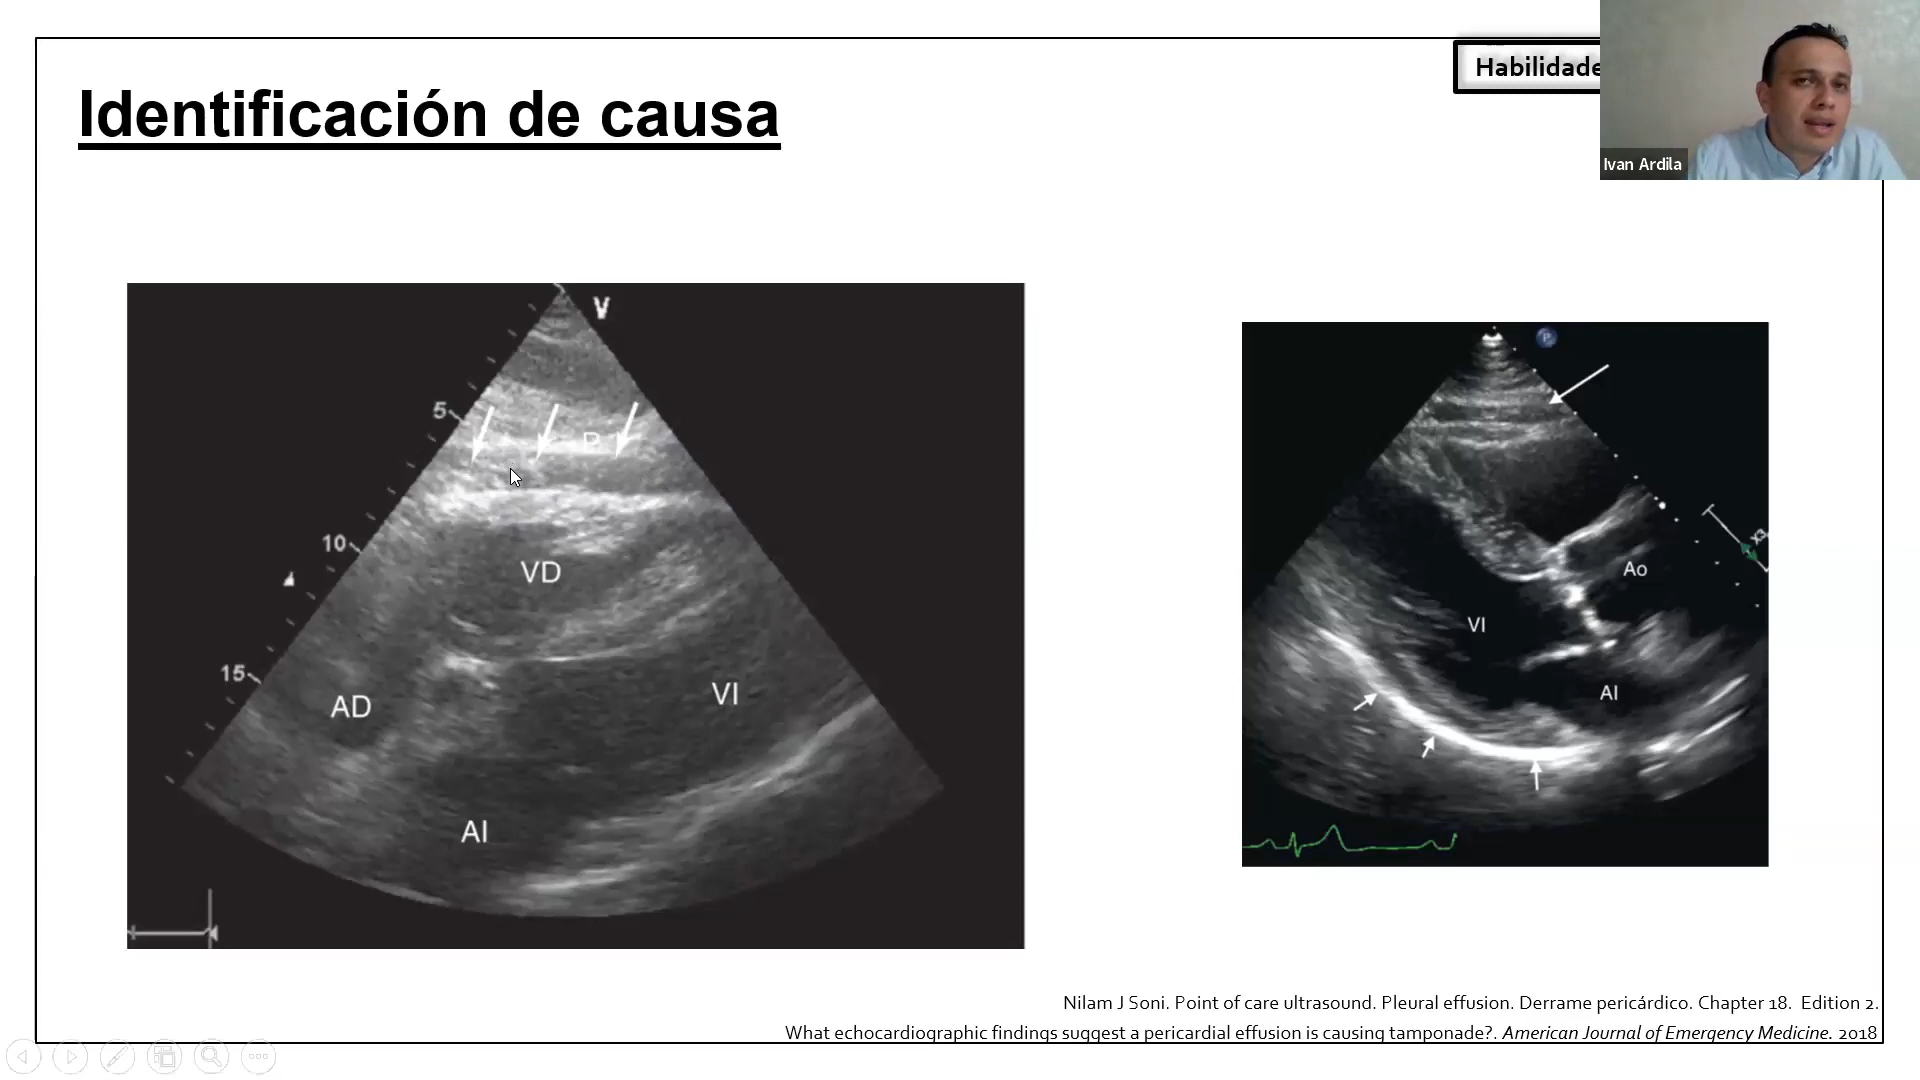 Habilidade
Identificación de causa
Ivan Ardila
V
5
P
10
VD
15
AD
VI
AI
P
X3
Ao
VI
AI
Nilam J Soni. Point of care ultrasound. Pleural effusion. Derrame pericárdico. Chapter 18. Edition 2.
What echocardiographic findings suggest a pericardial effusion is causing tamponade?. American Journal of Emergency Medicine. 2018